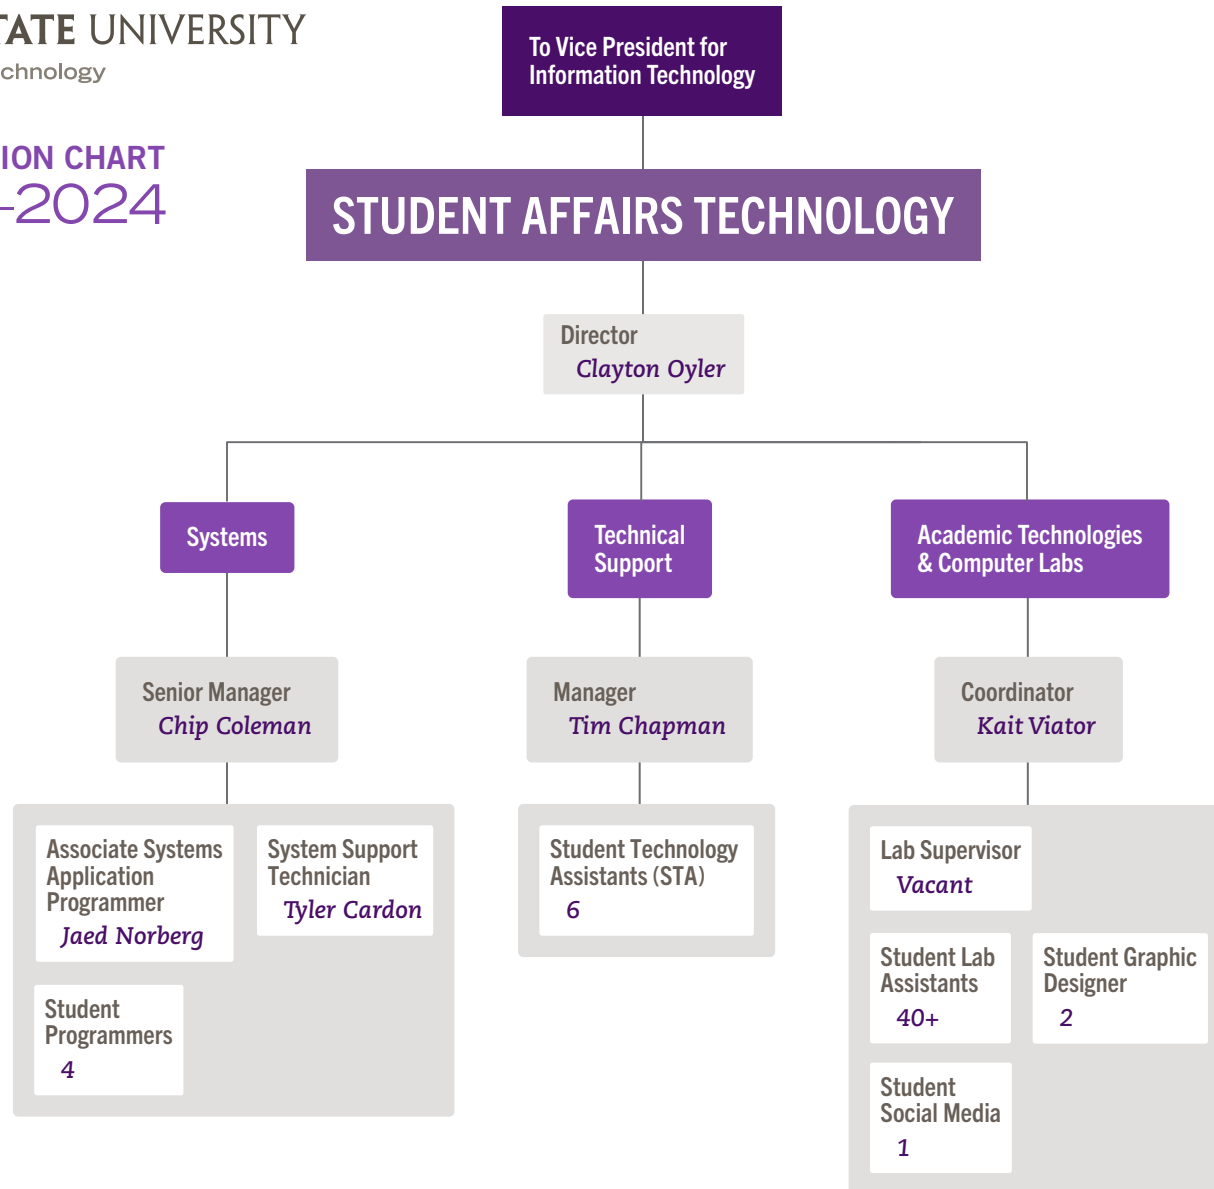 TATE UNIVERSITY
chnology
ION CHART
–2024
To Vice President for
Information Technology
STUDENT AFFAIRS TECHNOLOGY
Director
Clayton Oyler
Systems
Technical
Support
Academic Technologies
& Computer Labs
Senior Manager
Chip Coleman
Manager
Tim Chapman
Coordinator
Kait Viator
Associate Systems
Application
Programmer
Jaed Norberg
System Support
Technician
Tyler Cardon
Student
Programmers
4
Student Technology
Assistants (STA)
6
Lab Supervisor
Vacant
Student Lab
Assistants
40+
Student Graphic
Designer
2
Student
Social Media
1